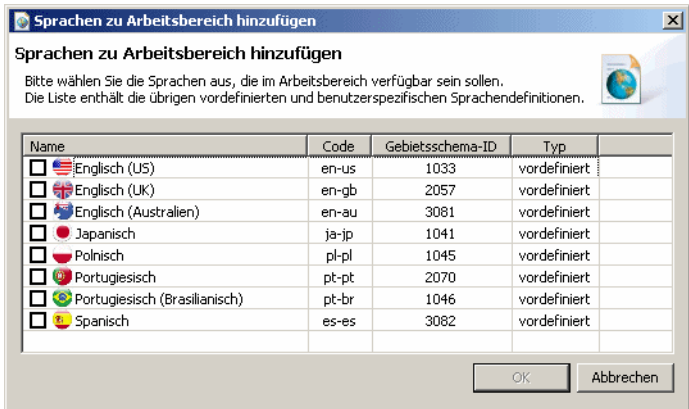 Sprachen zu Arbeitsbereich hinzufügen
Sprachen zu Arbeitsbereich hinzufügen
Bitte wählen Sie die Sprachen aus, die im Arbeitsbereich verfügbar sein sollen.
Die Liste enthält die übrigen vordefinierten und benutzerspezifischen Sprachendefinitionen.
Name Code Gebietsschema-ID Typ
Englisch (US) en-us 1033 vordefiniert
Englisch (UK) en-gb 2057 vordefiniert
Englisch (Australien) en-au 3081 vordefiniert
Japanisch ja-jp 1041 vordefiniert
Polnisch pl-pl 1045 vordefiniert
Portugiesisch pt-pt 2070 vordefiniert
Portugiesisch (Brasilianisch) pt-br 1046 vordefiniert
Spanisch es-es 3082 vordefiniert
OK Abbrechen